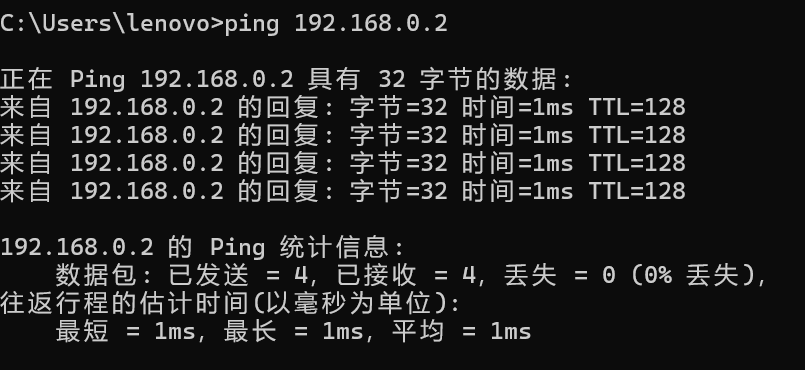 C:\Users\lenovo>ping 192.168.0.2
正在 Ping 192.168.0.2 具有 32 字节的数据:
来自 192.168.0.2 的回复: 字节=32 时间=1ms TTL=128
来自 192.168.0.2 的回复: 字节=32 时间=1ms TTL=128
来自 192.168.0.2 的回复: 字节=32 时间=1ms TTL=128
来自 192.168.0.2 的回复: 字节=32 时间=1ms TTL=128
192.168.0.2 的 Ping 统计信息:
    数据包: 已发送 = 4, 已接收 = 4, 丢失 = 0 (0% 丢失),
往返行程的估计时间(以毫秒为单位):
    最短 = 1ms, 最长 = 1ms, 平均 = 1ms